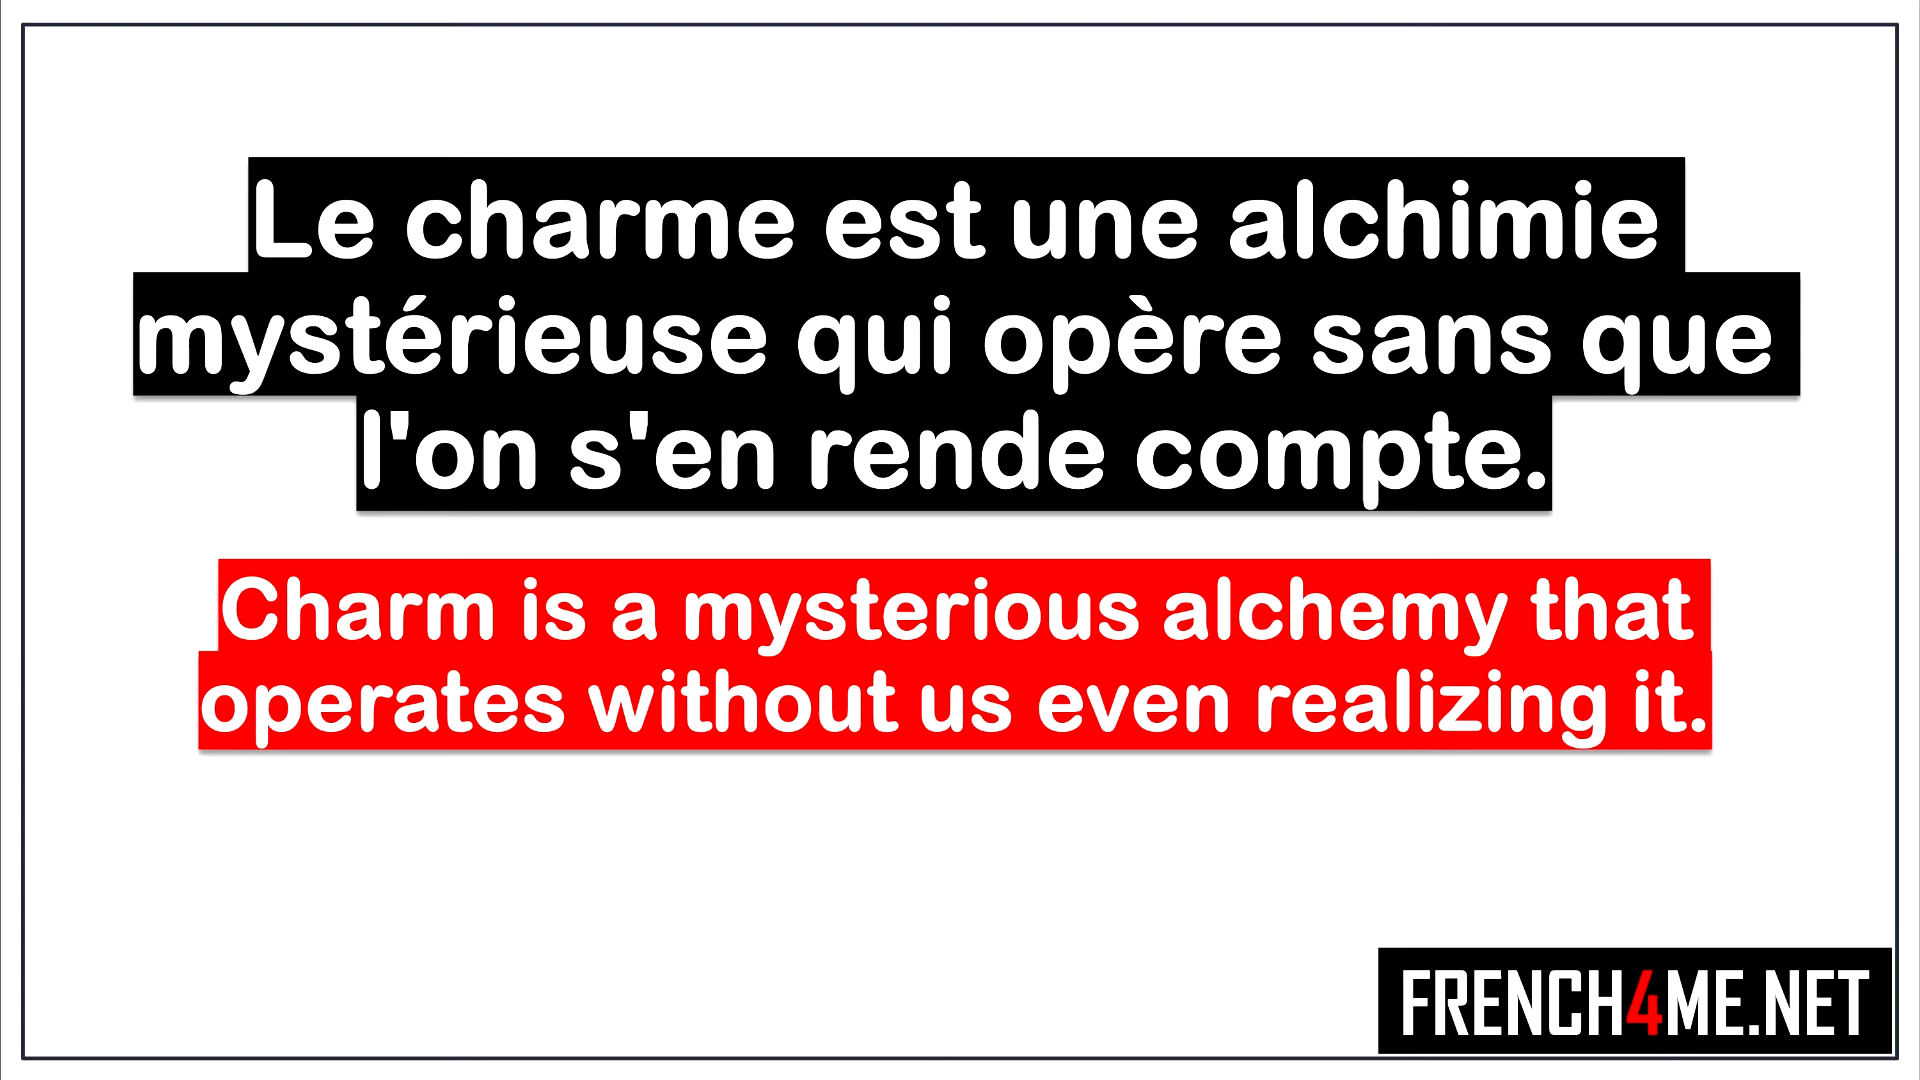 Le charme est une alchimie
mystérieuse qui opère sans que
l'on s'en rende compte.
Charm is a mysterious alchemy that
operates without us even realizing it.
FRENCH4ME.NET